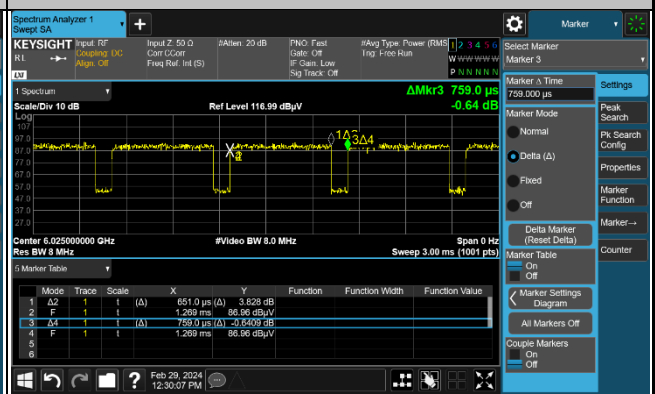 Spectrum Analyzer 1
Swept SA
Marker
KEYSIGHT
Input: RF
Input Z: 50 Ω
#Atten: 20 dB
PNO: Fast
#Avg Type: Power (RMS
1 2 3 4 5 6
RL
Coupling: DC
Corr CCorr
Gate: Off
Trig: Free Run
Align: Off
Freq Ref: Int (S)
IF Gain: Low
W W W W W W
Sig Track: Off
P N N N N N
LXI
Select Marker
Marker 3
1 Spectrum
ΔMkr3 759.0 µs
Scale/Div 10 dB
Ref Level 116.99 dBµV
-0.64 dB
Log
107
97.0
87.0
77.0
67.0
57.0
47.0
37.0
27.0
1Δ2
3Δ4
Center 6.025000000 GHz
#Video BW 8.0 MHz
Span 0 Hz
Res BW 8 MHz
Sweep 3.00 ms (1001 pts)
5 Marker Table
Mode Trace Scale X Y Function Function Width Function Value
1 Δ2 1 t (Δ) 651.0 µs (Δ) 3.828 dB
2 F 1 t 1.269 ms 86.96 dBµV
3 Δ4 1 t (Δ) 759.0 µs (Δ) -0.6409 dB
4 F 1 t 1.269 ms 86.96 dBµV
5
6
Marker Δ Time
759.000 µs
Marker Mode
Normal
Delta (Δ)
Fixed
Off
Delta Marker
(Reset Delta)
Marker Table
On
Off
Marker Settings
Diagram
All Markers Off
Couple Markers
On
Off
Settings
Peak
Search
Pk Search
Config
Properties
Marker
Function
Marker→
Counter
?
Feb 29, 2024
12:30:07 PM